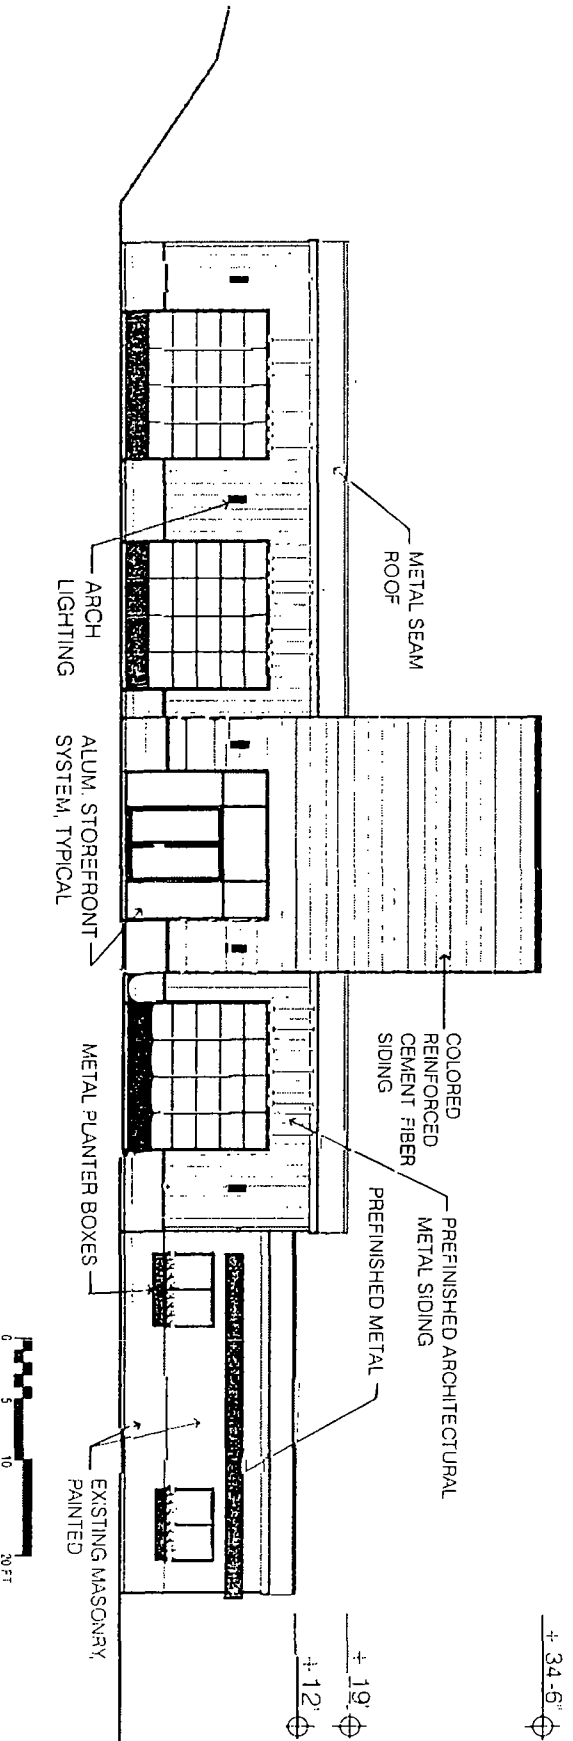 + 34-6"
+ 19'
+ 12'
METAL SEAM
ROOF
COLORED
REINFORCED
CEMENT FIBER
SIDING
PREFINISHED ARCHITECTURAL
METAL SIDING
PREFINISHED METAL
ARCH
LIGHTING
ALUM. STOREFRONT
SYSTEM, TYPICAL
METAL PLANTER BOXES
EXISTING MASONRY,
PAINTED
0 5 10 20 FT